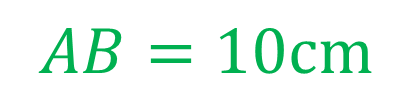 AB = 10cm